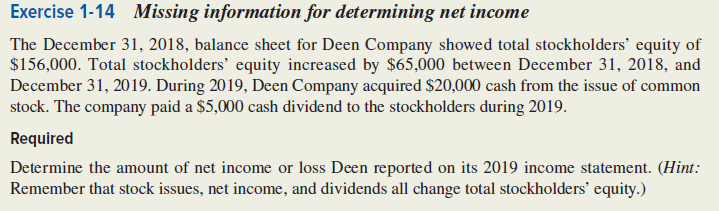 Exercise 1-14 Missing information for determining net income
The December 31, 2018, balance sheet for Deen Company showed total stockholders' equity of
$156,000. Total stockholders' equity increased by $65,000 between December 31, 2018, and
December 31, 2019. During 2019, Deen Company acquired $20,000 cash from the issue of common
stock. The company paid a $5,000 cash dividend to the stockholders during 2019.
Required
Determine the amount of net income or loss Deen reported on its 2019 income statement. (Hint:
Remember that stock issues, net income, and dividends all change total stockholders' equity.)